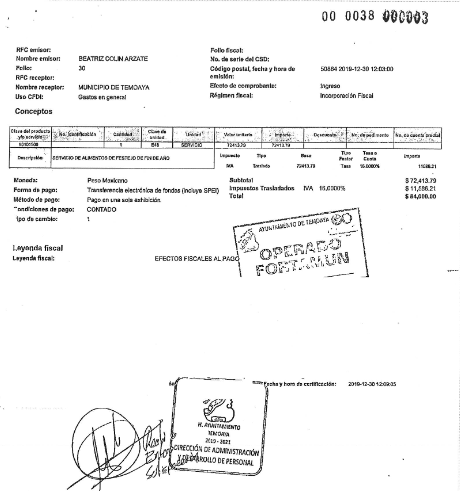 00 0038 000003
RFC emisor:
Nombre emisor: BEATRIZ COLIN ARZATE
Folio: 30
RFC receptor:
Nombre receptor: MUNICIPIO DE TEMOAYA
Uso CFDI: Gastos en general
Folio fiscal:
No. de serie del CSD:
Código postal, fecha y hora de emisión: 50864 2019-12-30 12:03:00
Efecto de comprobante: Ingreso
Régimen fiscal: Incorporación Fiscal
Conceptos
Clave del producto y/o servicio No. identificación Cantidad Clave de unidad Unidad Valor unitario Importe Descuento No. de pedimento No. de cuenta predial
1 E48 SERVICIO 72413.79 72413.79
Descripción SERVICIO DE ALIMENTOS DE FESTEJO DE FIN DE AÑO
Impuesto Tipo Base Tipo Factor Tasa o Cuota Importe
IVA Traslado 72413.79 Tasa 16.0000% 11586.21
Moneda: Peso Mexicano
Forma de pago: Transferencia electrónica de fondos (incluye SPEI)
Método de pago: Pago en una sola exhibición.
Condiciones de pago: CONTADO
Tipo de cambio: 1
Subtotal $ 72,413.79
Impuestos Trasladados IVA 16.0000% $ 11,586.21
Total $ 84,000.00
AYUNTAMIENTO DE TEMOAYA
OPERADO
FORTAMUN
Leyenda fiscal
Leyenda fiscal: EFECTOS FISCALES AL PAGO
Fecha y hora de certificación: 2019-12-30 12:09:05
H. AYUNTAMIENTO
TEMOAYA
2019 - 2021
DIRECCIÓN DE ADMINISTRACIÓN
Y DESARROLLO DE PERSONAL